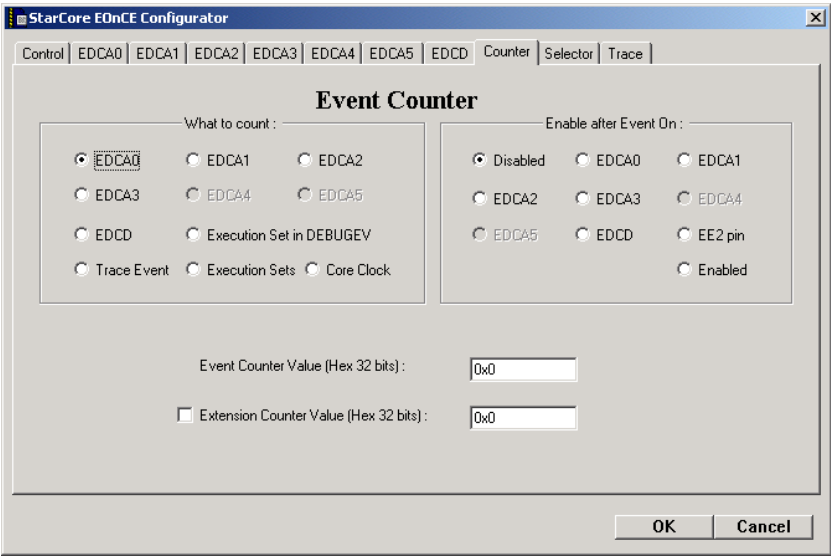 StarCore EOnCE Configurator
Control EDCA0 EDCA1 EDCA2 EDCA3 EDCA4 EDCA5 EDCD Counter Selector Trace
Event Counter
What to count :
EDCA0 EDCA1 EDCA2
EDCA3 EDCA4 EDCA5
EDCD Execution Set in DEBUGEV
Trace Event Execution Sets Core Clock
Enable after Event On :
Disabled EDCA0 EDCA1
EDCA2 EDCA3 EDCA4
EDCA5 EDCD EE2 pin
Enabled
Event Counter Value (Hex 32 bits) : 0x0
Extension Counter Value (Hex 32 bits) : 0x0
OK Cancel